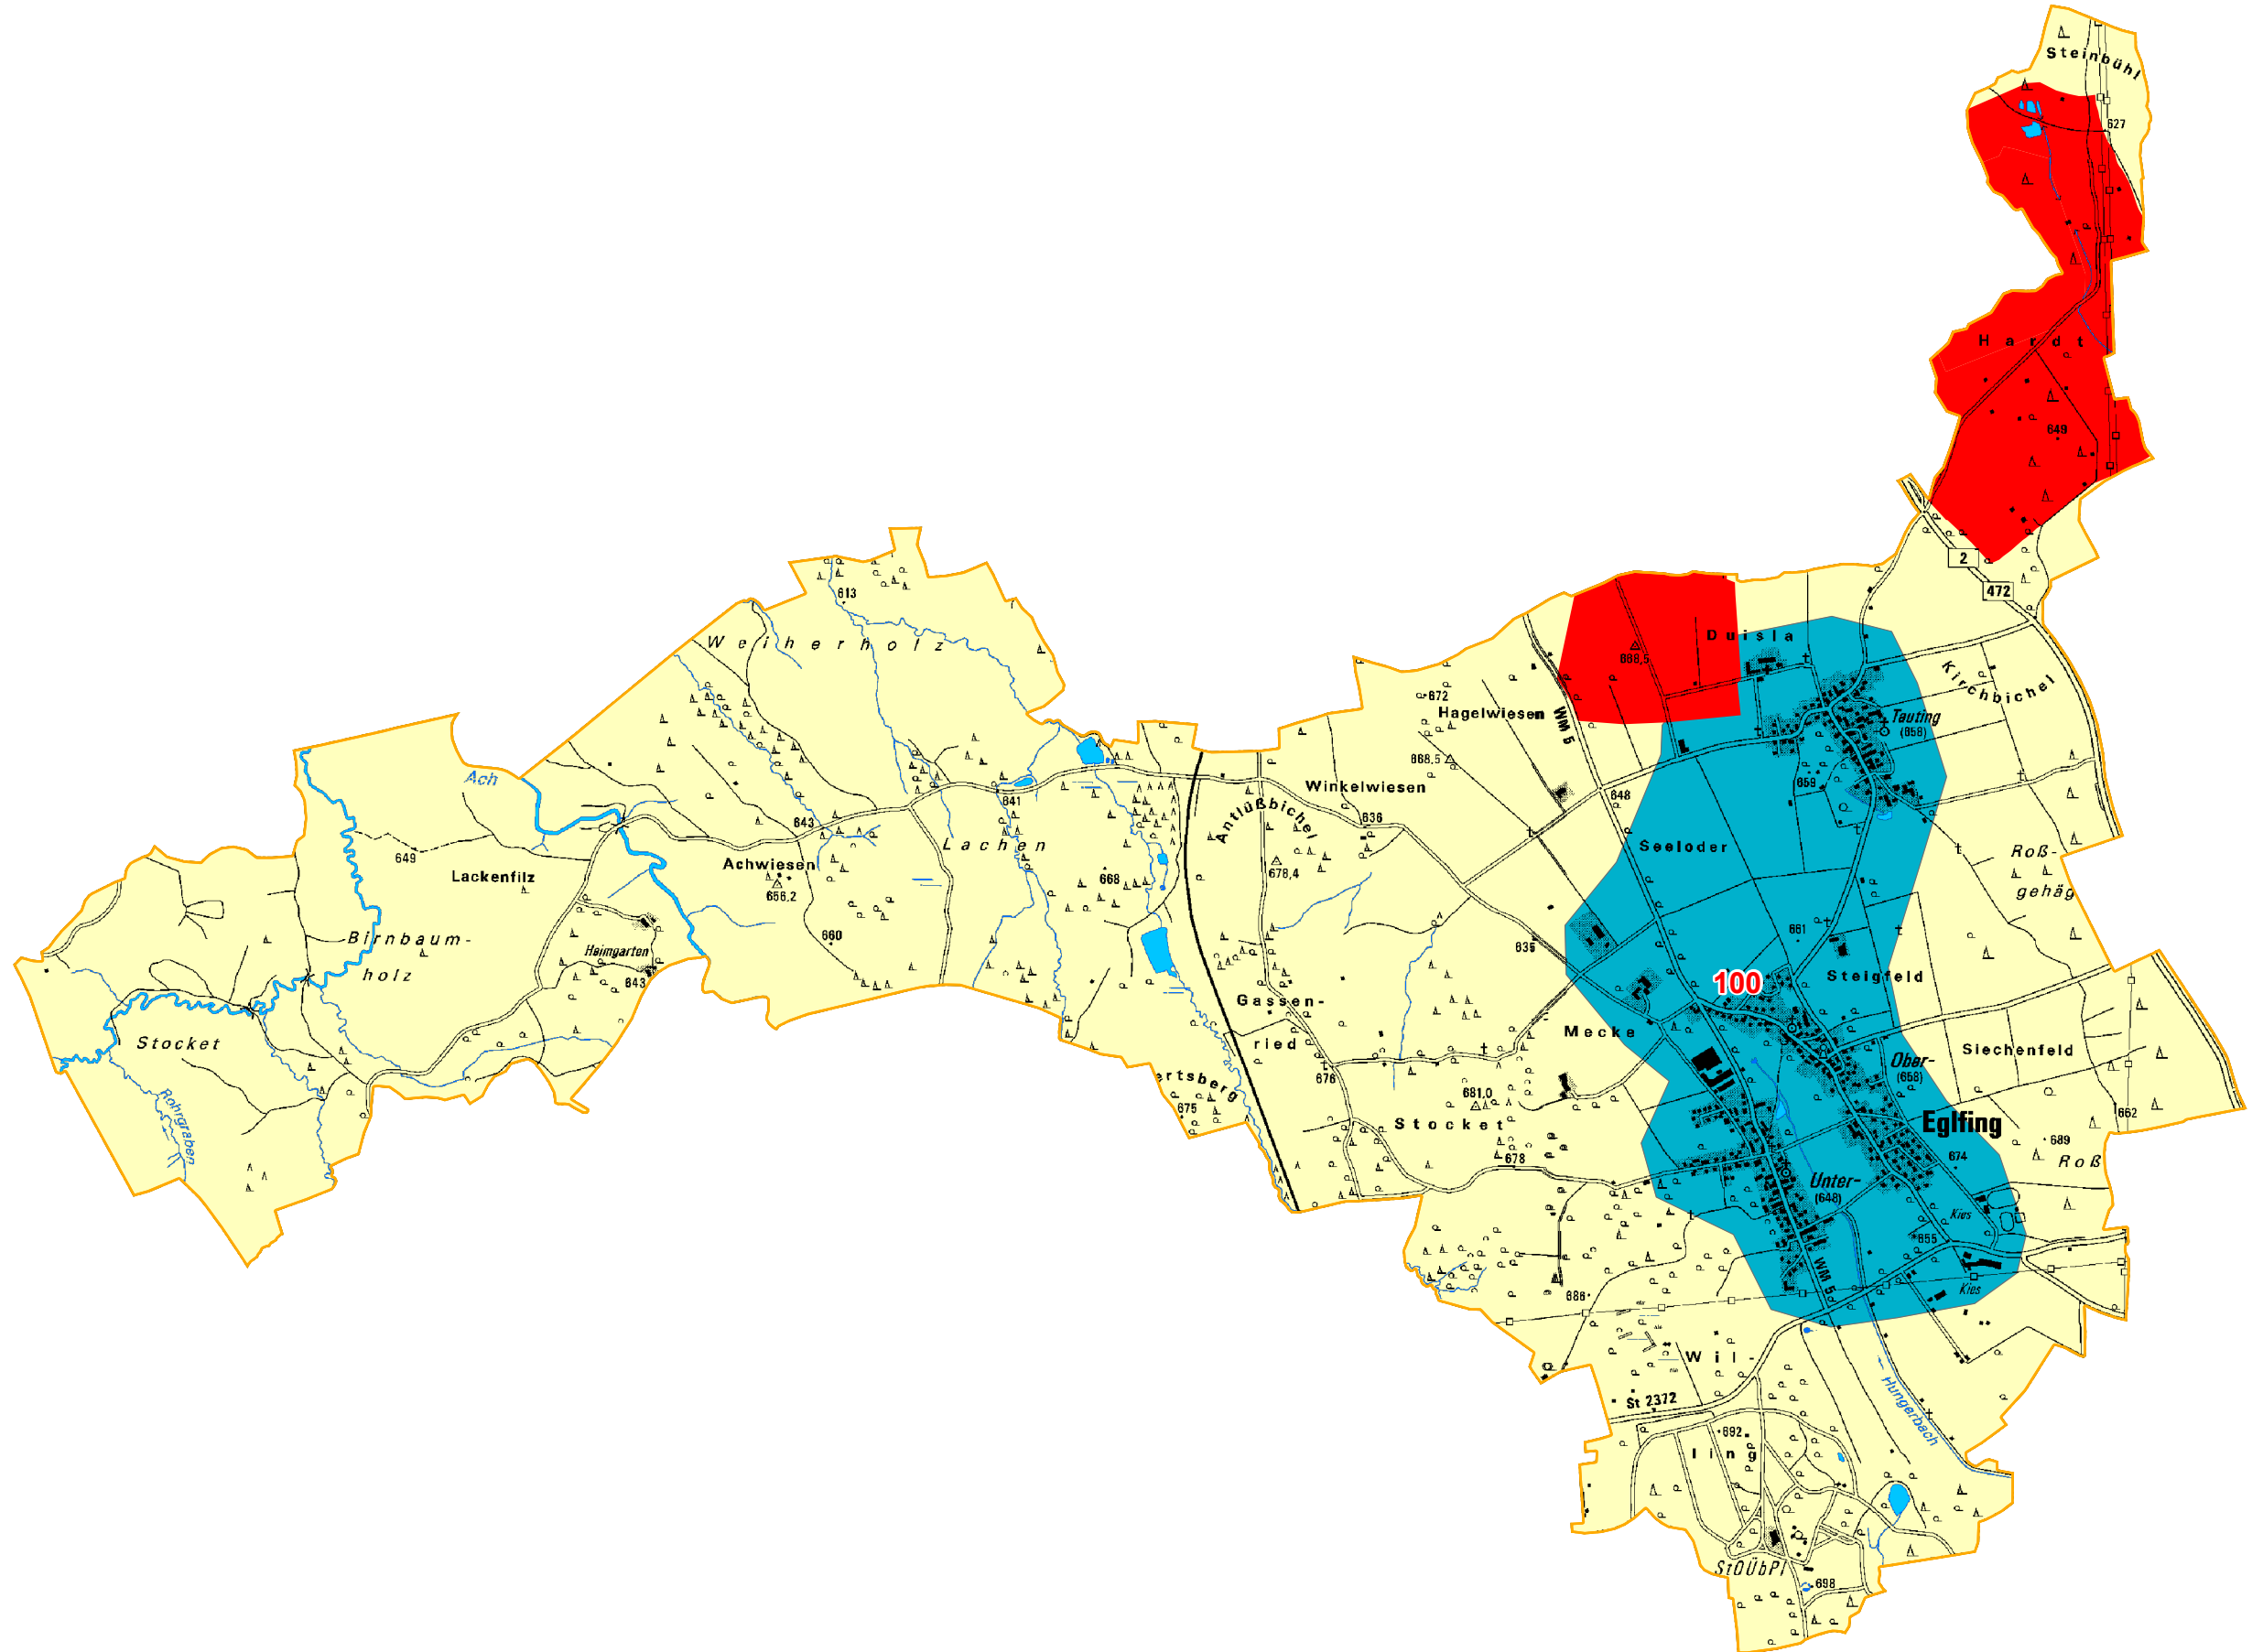 Steinbühl
627
Hardt
649
2
472
613
Weiherholz
Duisla
688,5
Kirchbichel
672
Hagelwiesen
WM 5
Tauting
(658)
Ach
668,5
Winkelwiesen
641
648
659
Antlüßbichel
636
643
Lachen
Seeloder
Roß-
gehäg
649
Achwiesen
656,2
Lackenfilz
668
678,4
660
661
Birnbaum-
holz
Heimgarten
643
635
100
Steigfeld
Gassen-
ried
Mecke
Stocket
Siechenfeld
Ober-
(658)
676
ertsberg
675
681,0
Rohrgraben
662
Stocket
Eglfing
689
678
674
Roß
Unter-
(648)
Kies
655
WM 5
Kies
686
Wil-
St 2372
Hungerbach
692
ling
StOÜbPl
698